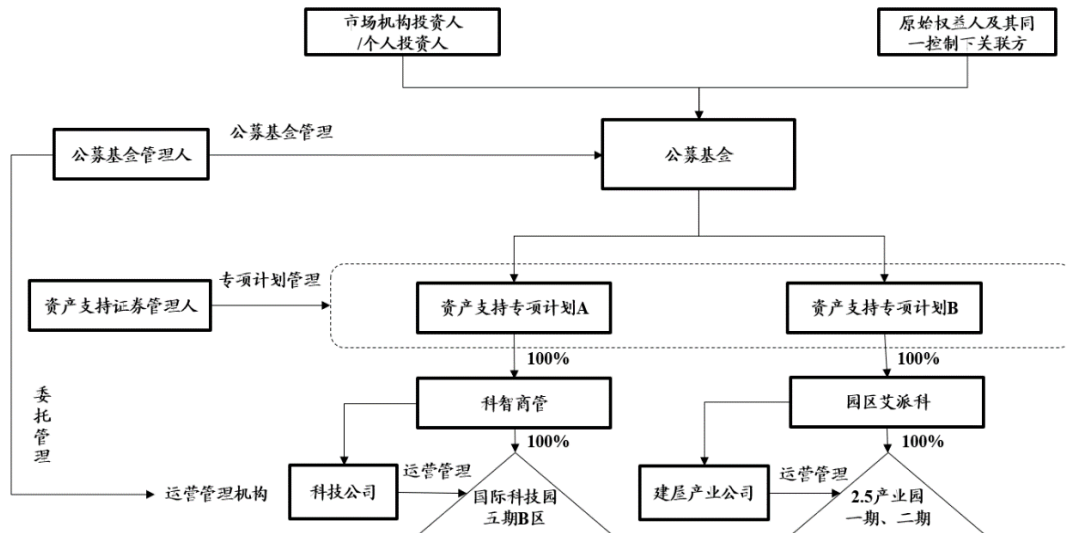 市场机构投资人
/个人投资人
原始权益人及其同
一控制下关联方
公募基金管理
公募基金管理人
公募基金
专项计划管理
资产支持证券管理人
资产支持专项计划A
资产支持专项计划B
100%
100%
科智商管
园区艾派科
委托管理
100%
100%
运营管理机构
科技公司
运营管理
国际科技园
五期B区
建屋产业公司
运营管理
2.5产业园
一期、二期